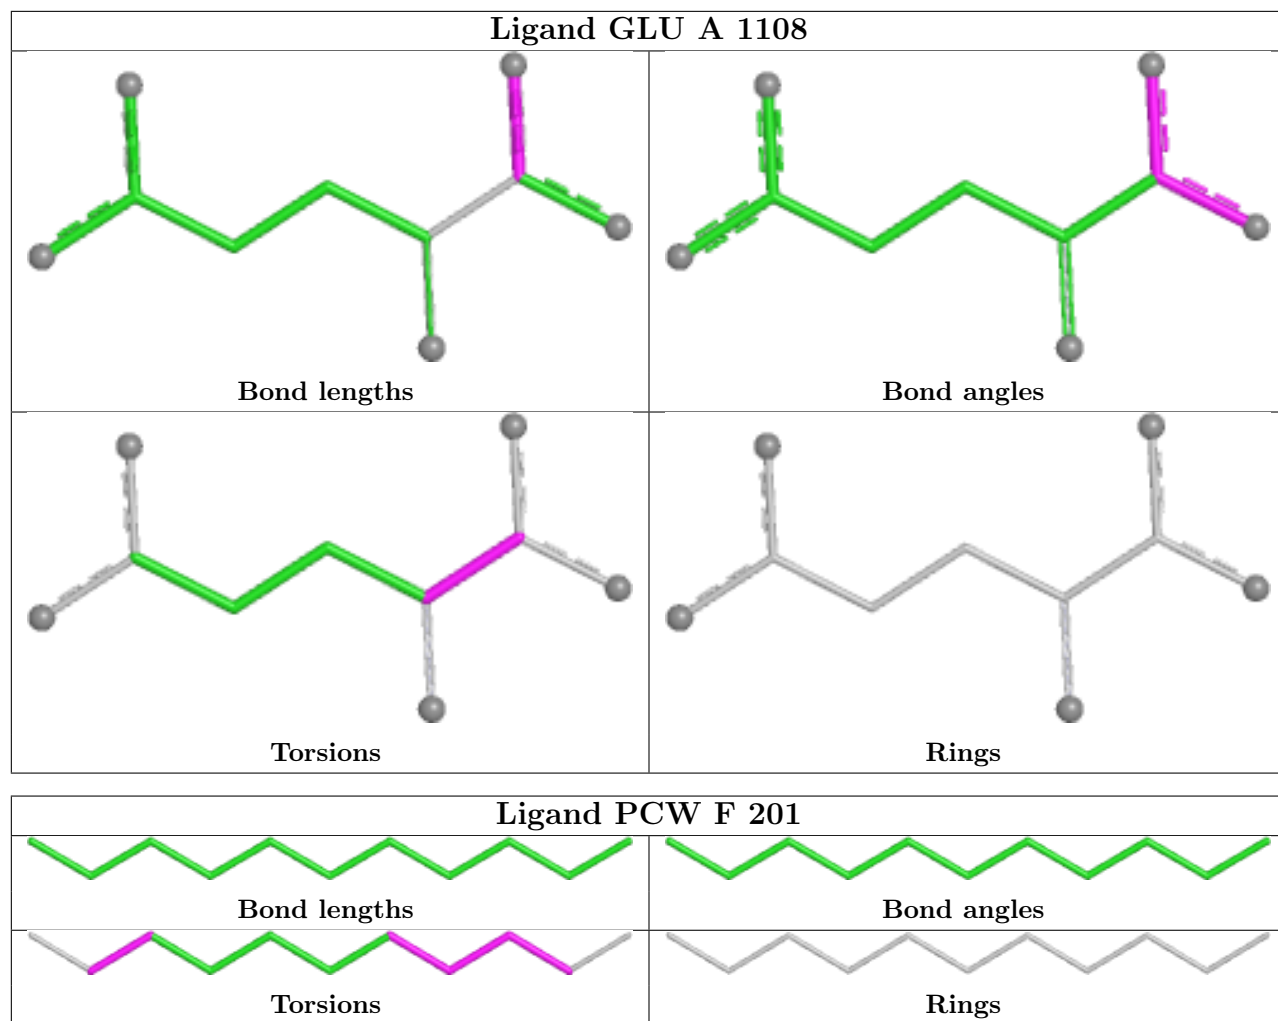 Ligand GLU A 1108
Bond lengths
Bond angles
Torsions
Rings
Ligand PCW F 201
Bond lengths
Bond angles
Torsions
Rings